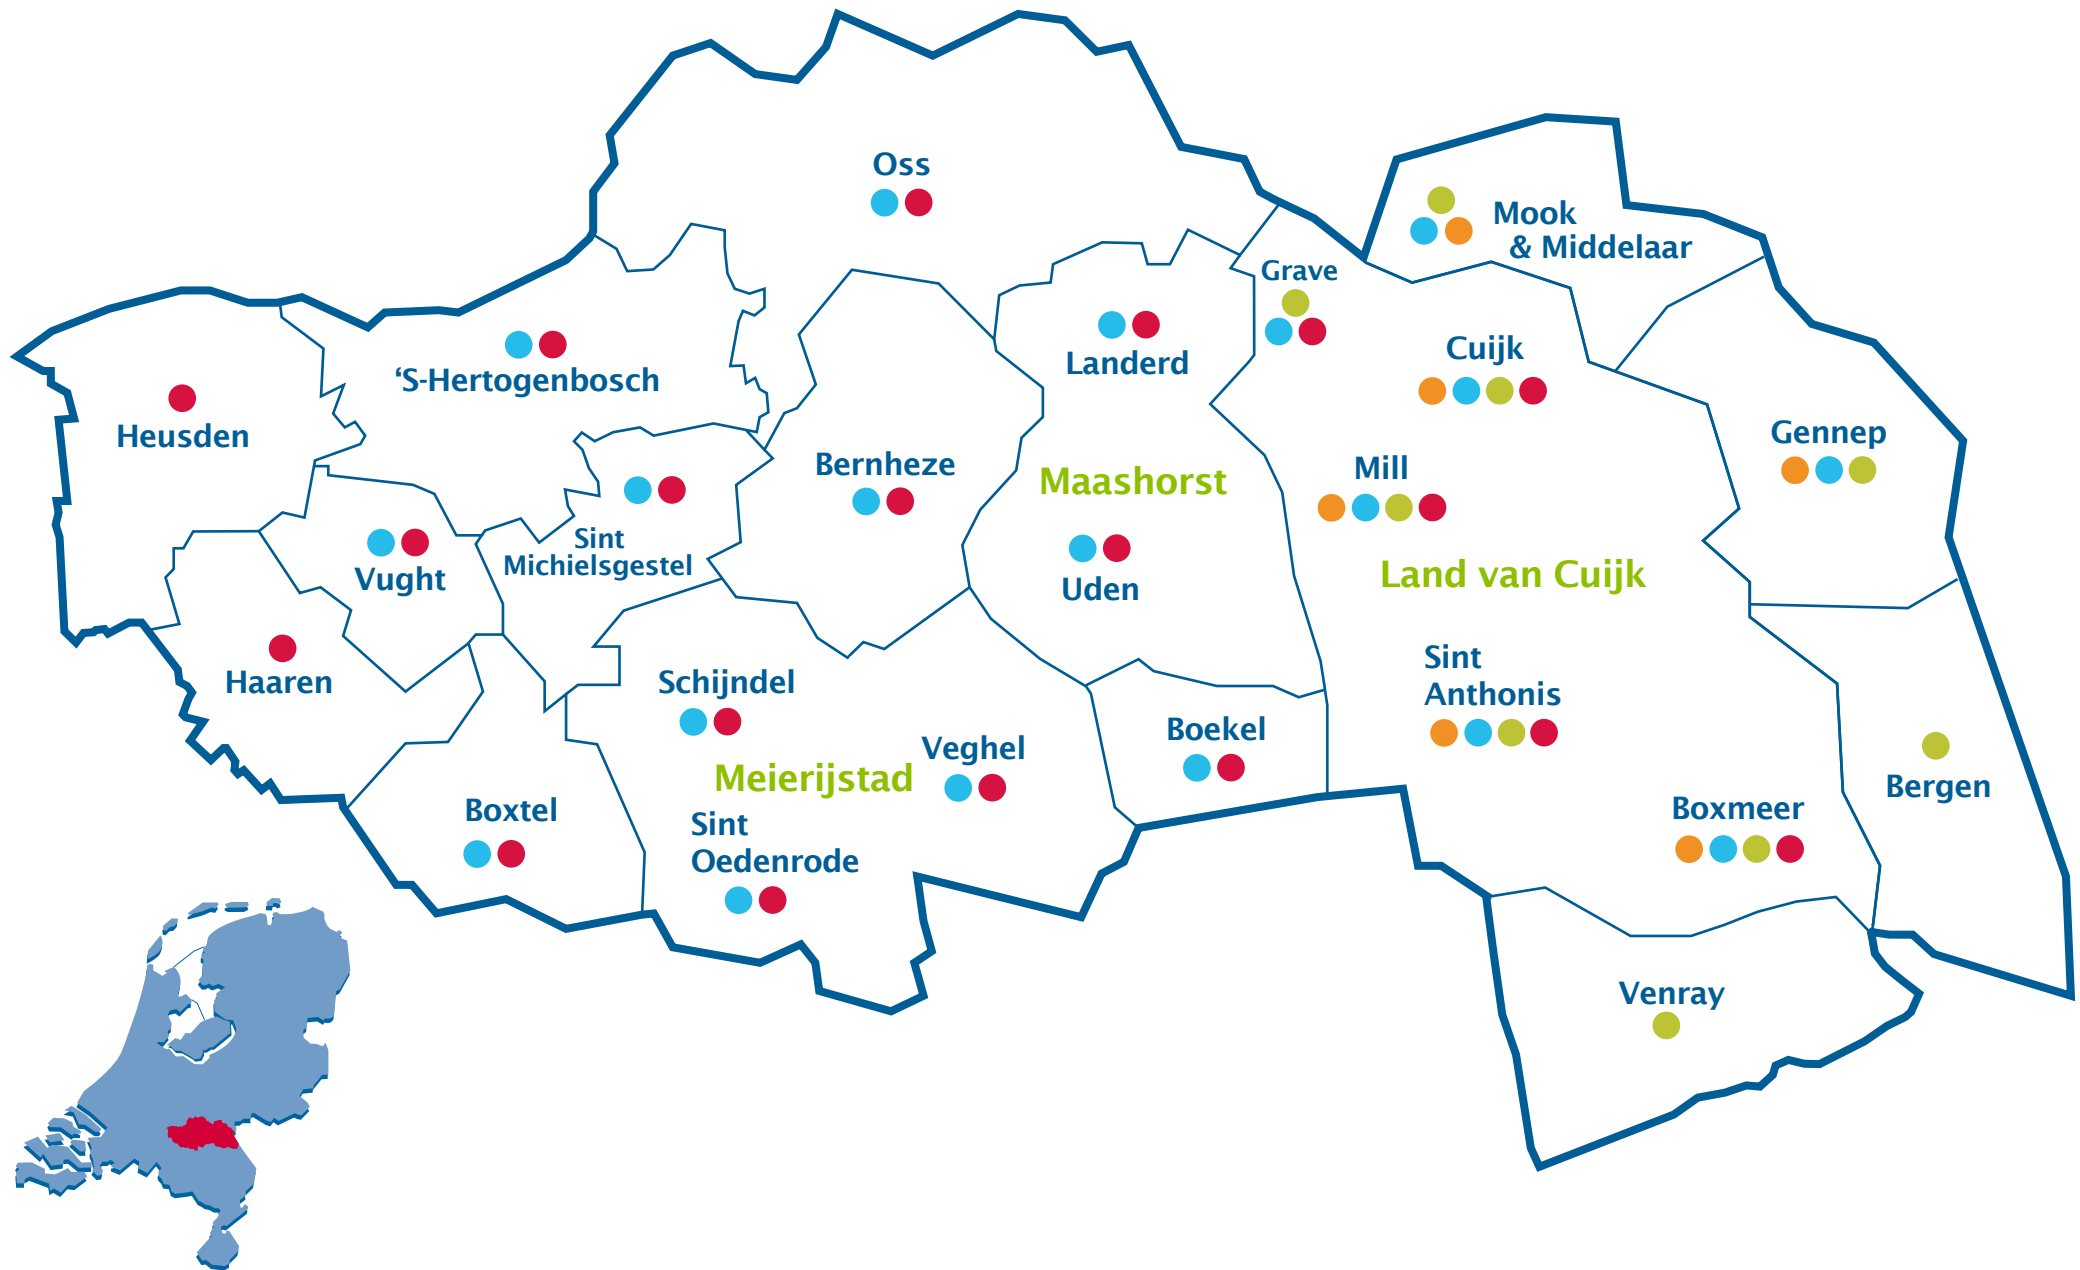 Oss
Mook
& Middelaar
Grave
Cuijk
'S-Hertogenbosch
Landerd
Heusden
Gennep
Bernheze
Mill
Maashorst
Sint
Michielsgestel
Vught
Uden
Land van Cuijk
Haaren
Schijndel
Sint
Anthonis
Boekel
Veghel
Meierijstad
Bergen
Boxtel
Boxmeer
Sint
Oedenrode
Venray